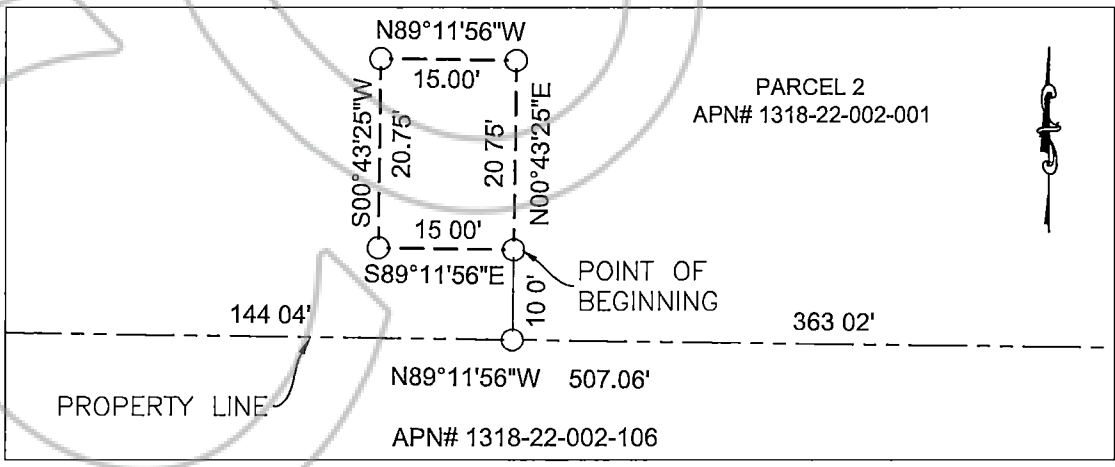 N89°11'56"W
15.00'
S00°43'25"W
20.75'
20 75'
N00°43'25"E
PARCEL 2
APN# 1318-22-002-001
15 00'
S89°11'56"E
10 0'
POINT OF
BEGINNING
144 04'
363 02'
N89°11'56"W 507.06'
PROPERTY LINE
APN# 1318-22-002-106